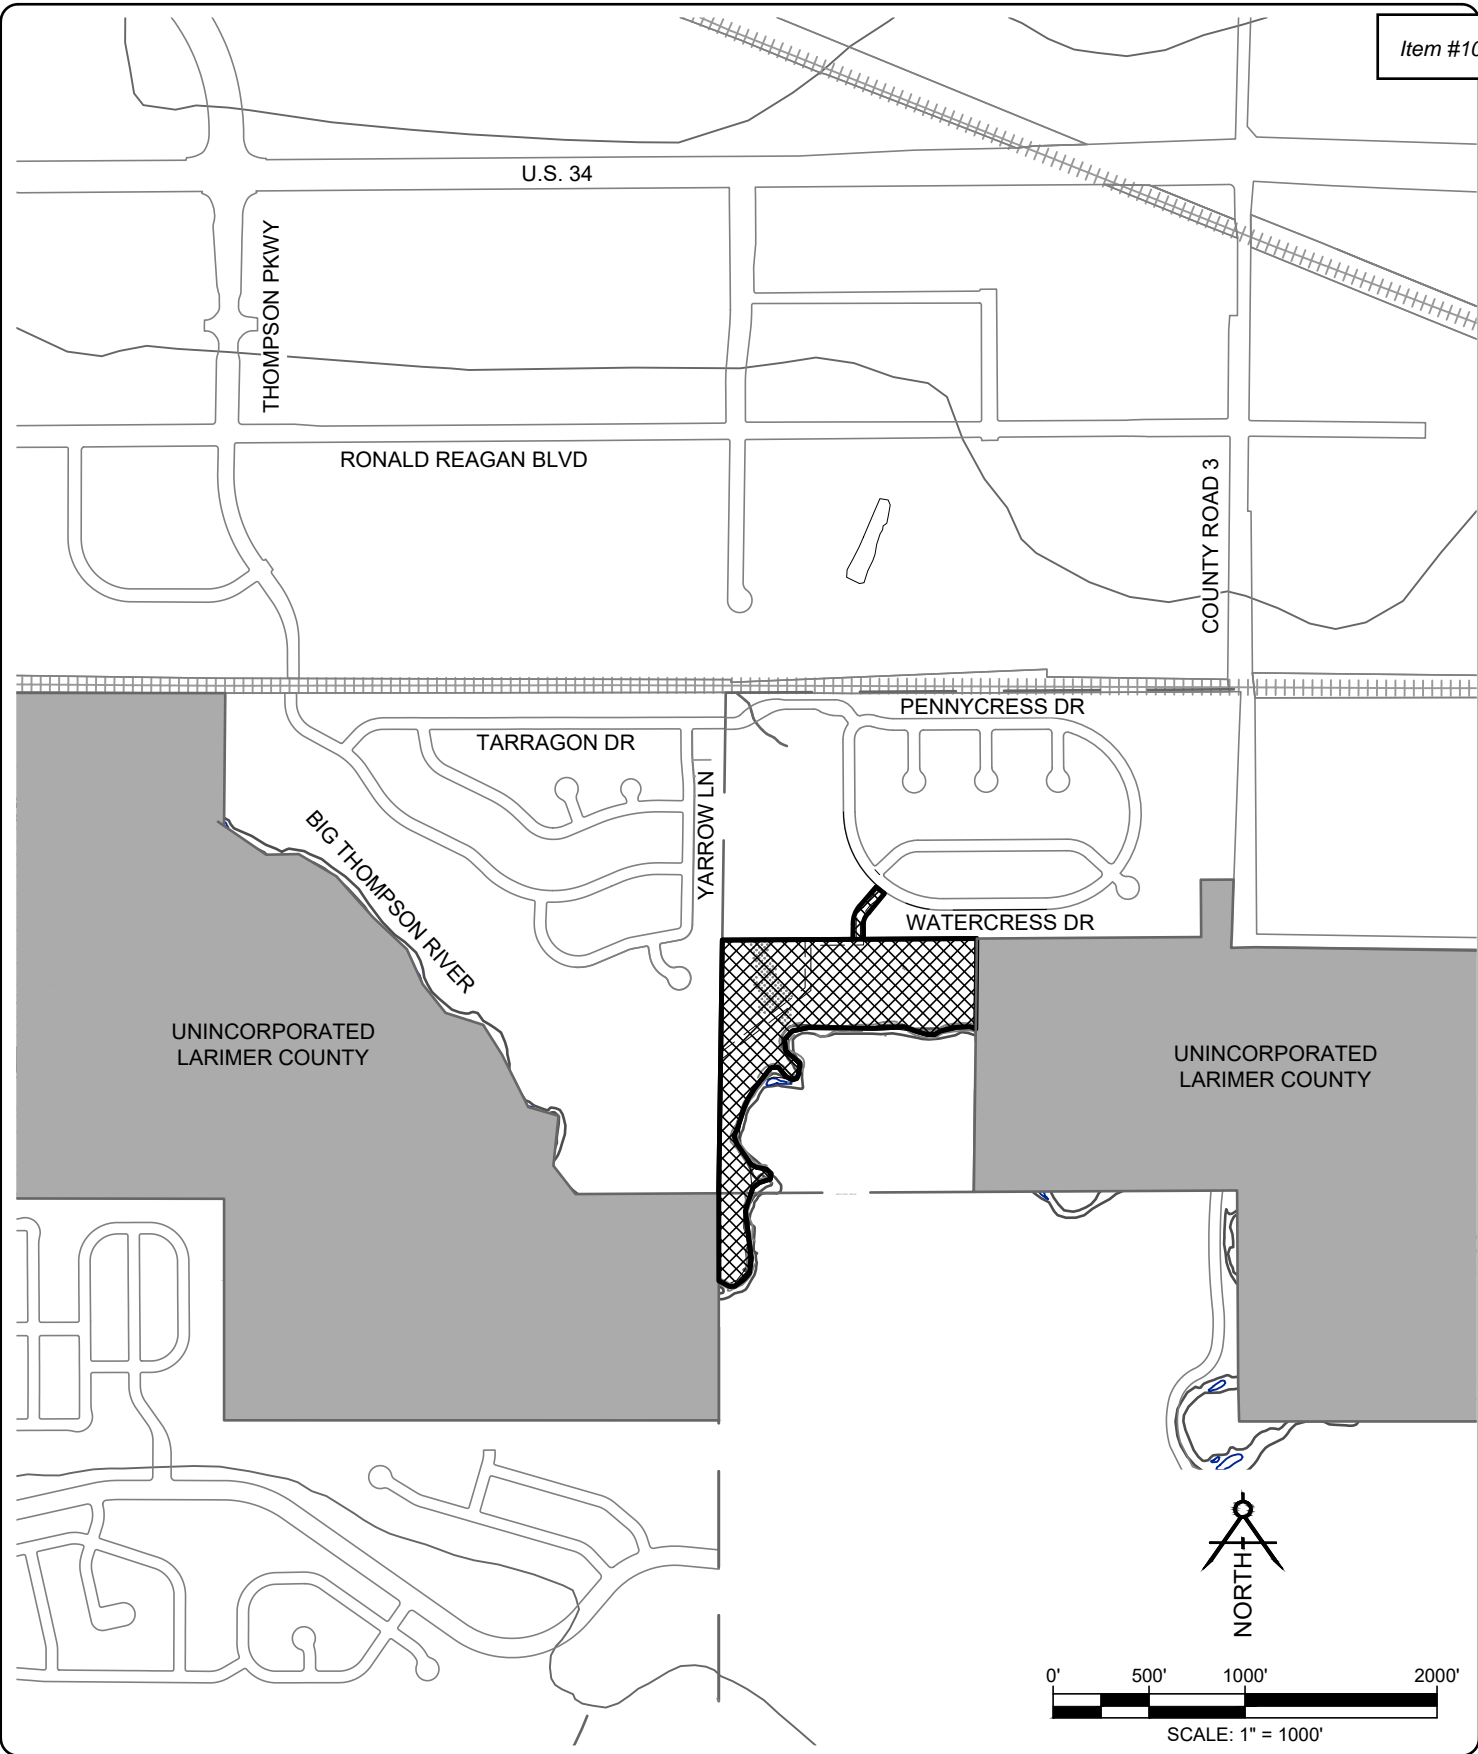 Item #10
U.S. 34
THOMPSON PKWY
RONALD REAGAN BLVD
COUNTY ROAD 3
PENNYCRESS DR
TARRAGON DR
YARROW LN
BIG THOMPSON RIVER
WATERCRESS DR
UNINCORPORATED
LARIMER COUNTY
UNINCORPORATED
LARIMER COUNTY
NORTH
0' 500' 1000' 2000'
SCALE: 1" = 1000'